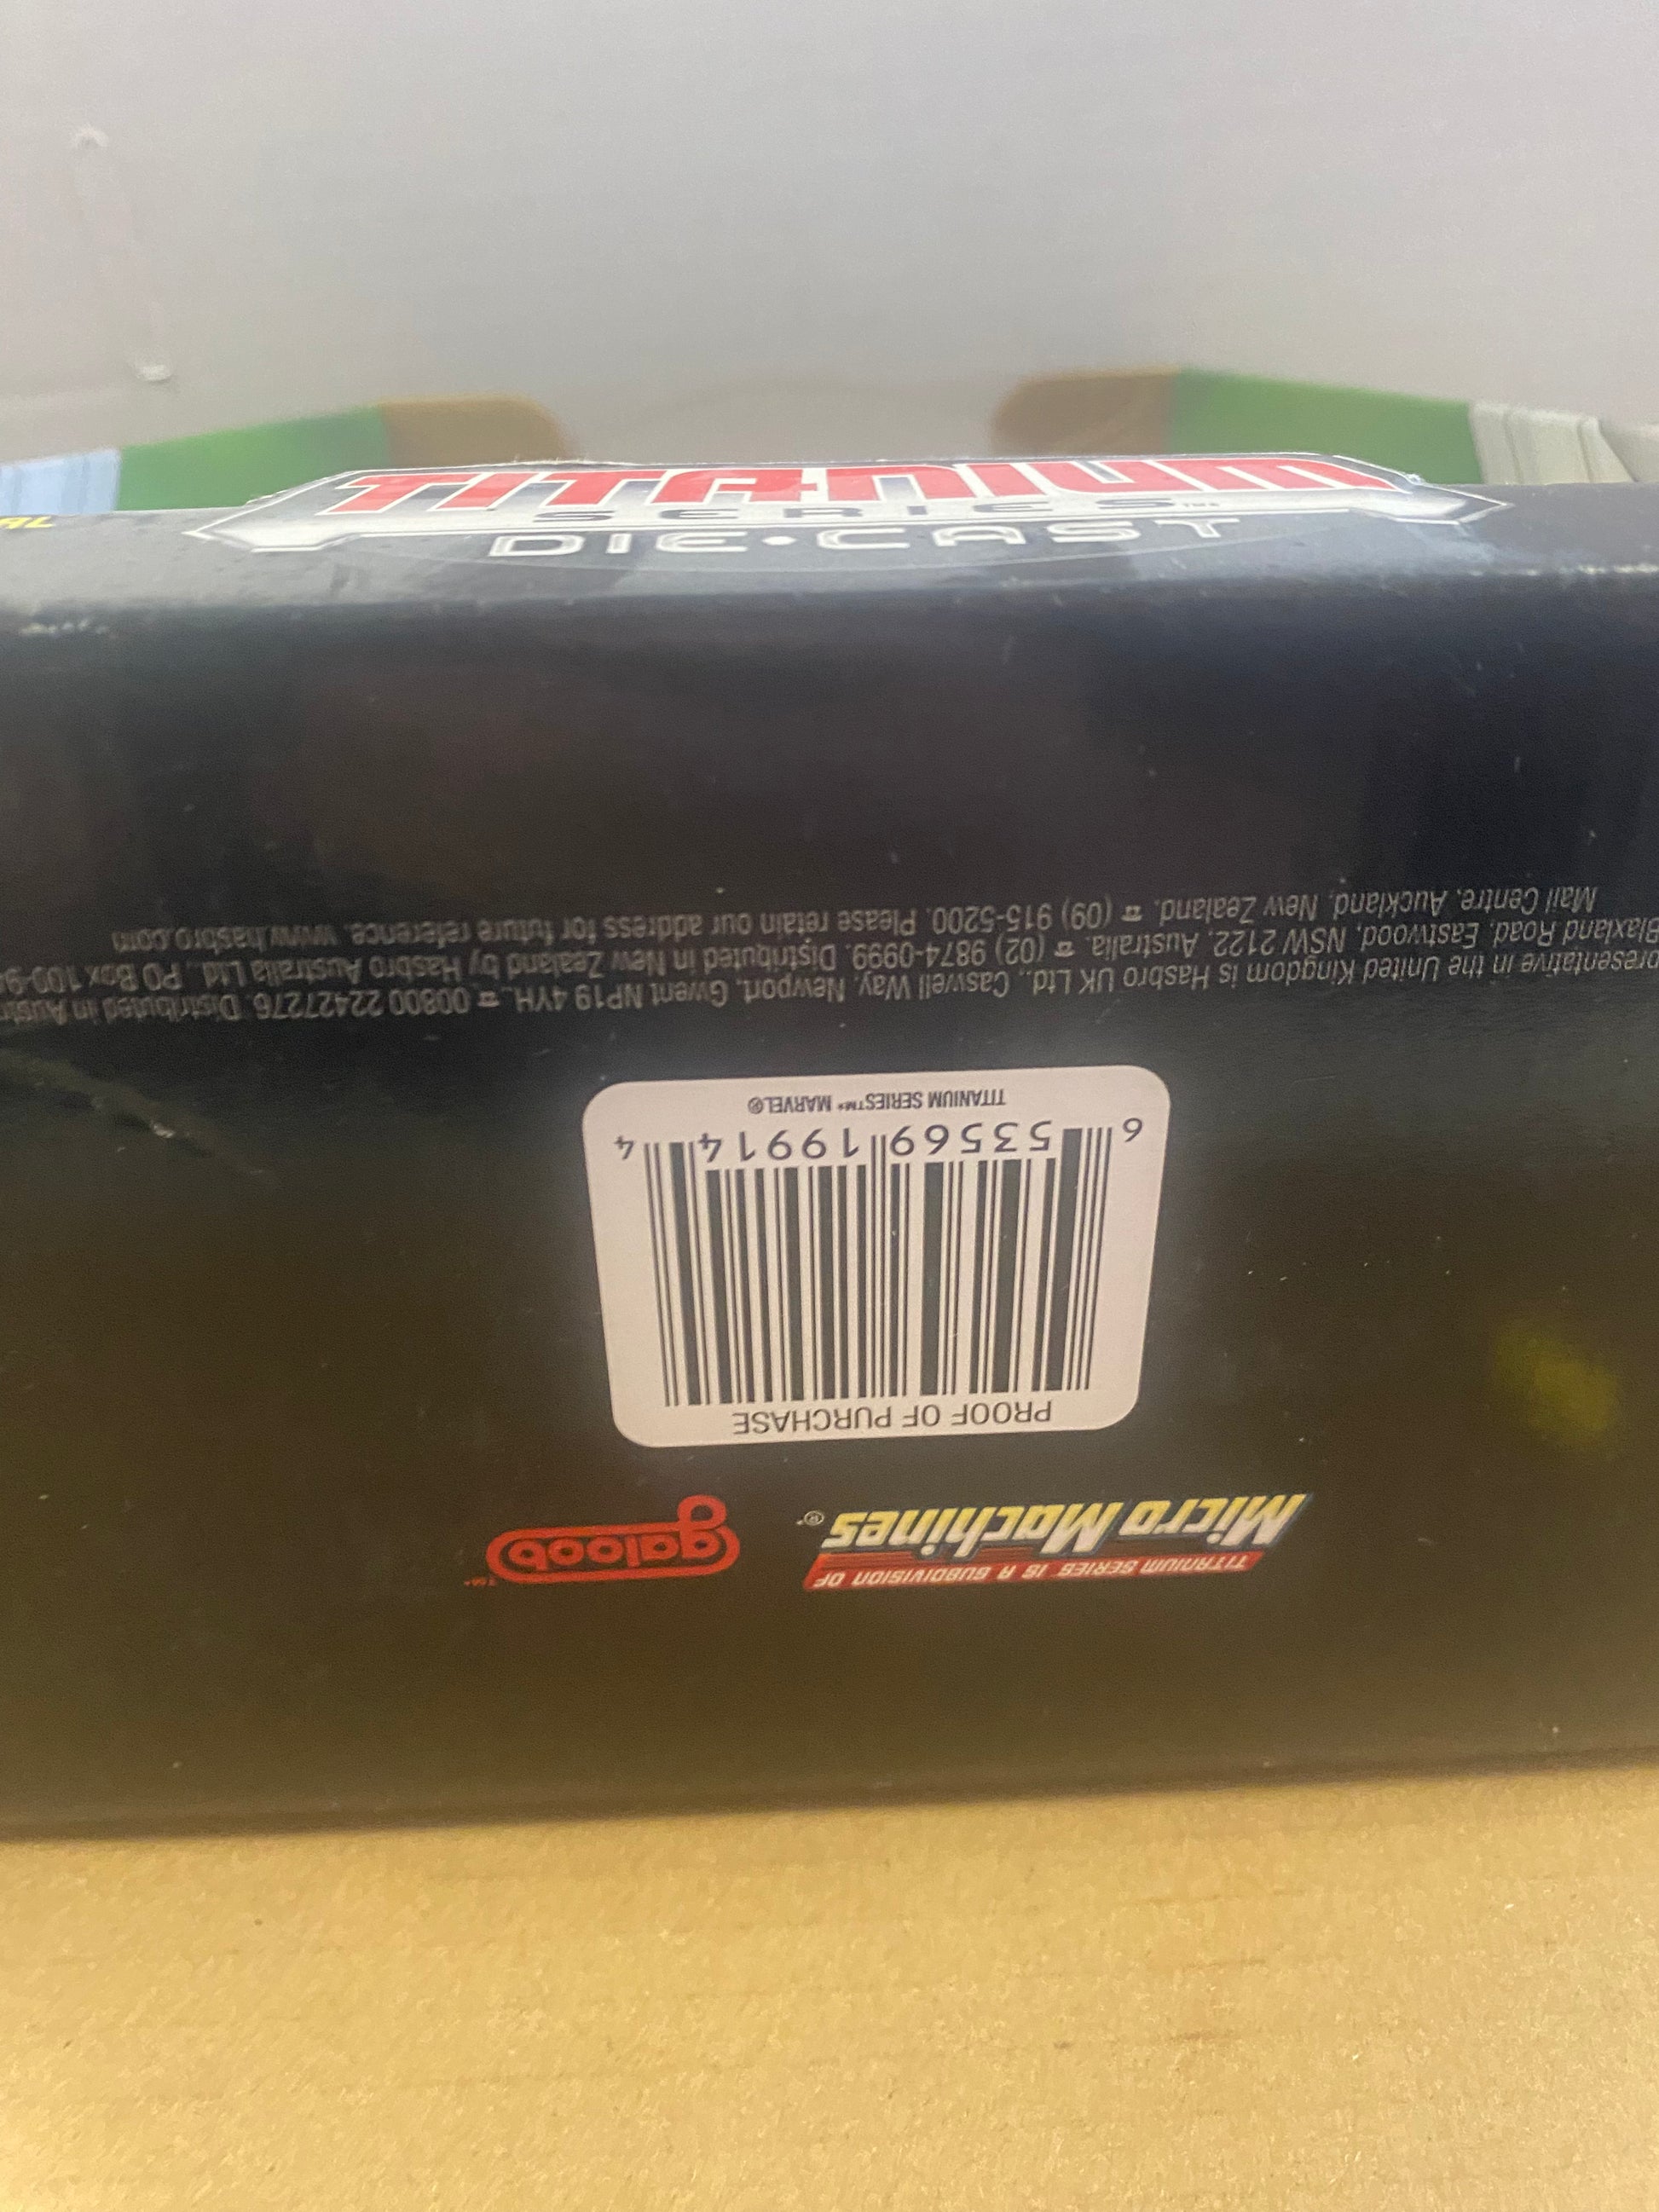 AL
TITANIUM
SERIES™
DIE•CAST
TITANIUM SERIES IS A SUBDIVISION OF
Micro Machines®
galoob™
PROOF OF PURCHASE
6 53569 19914 4
TITANIUM SERIES™ MARVEL®
presentative in the United Kingdom is Hasbro UK Ltd., Caswell Way, Newport, Gwent NP19 4YH. ☎ 00800 22427276. Distributed in Austr
Blaxland Road, Eastwood, NSW 2122, Australia. ☎ (02) 9874-0999. Distributed in New Zealand by Hasbro Australia Ltd., PO Box 100-9
Mail Centre, Auckland, New Zealand. ☎ (09) 915-5200. Please retain our address for future reference. www.hasbro.com